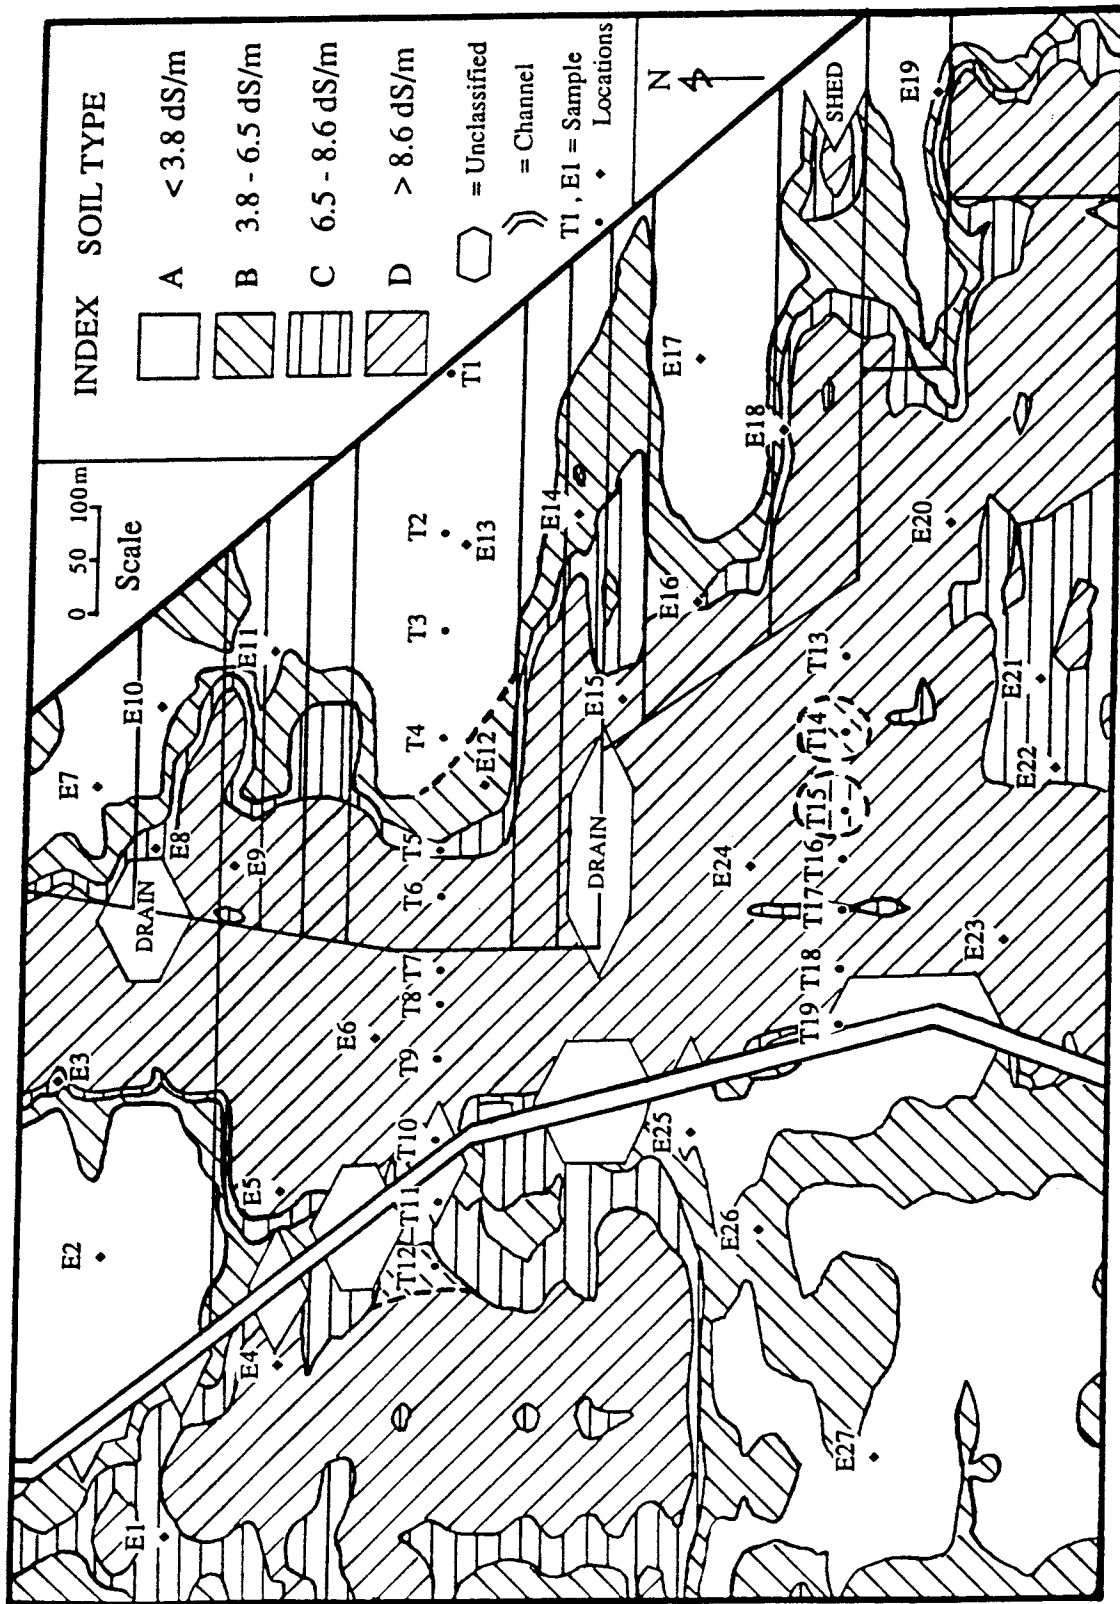 INDEX SOIL TYPE
A < 3.8 dS/m
B 3.8 - 6.5 dS/m
C 6.5 - 8.6 dS/m
D > 8.6 dS/m
= Unclassified
= Channel
T1 , E1 = Sample
Locations
N
0 50 100m
Scale
E1
E2
E3
E4
E5
E6
E7
E8
E9
E10
E11
DRAIN
T1
T2
T3
T4
T5
T6
T7
T8
T9
T10
T11
T12
E12
E13
E14
E15
E16
E17
E18
E19
SHED
DRAIN
E20
E21
E22
E23
E24
E25
E26
E27
T13
T14
T15
T16
T17
T18
T19